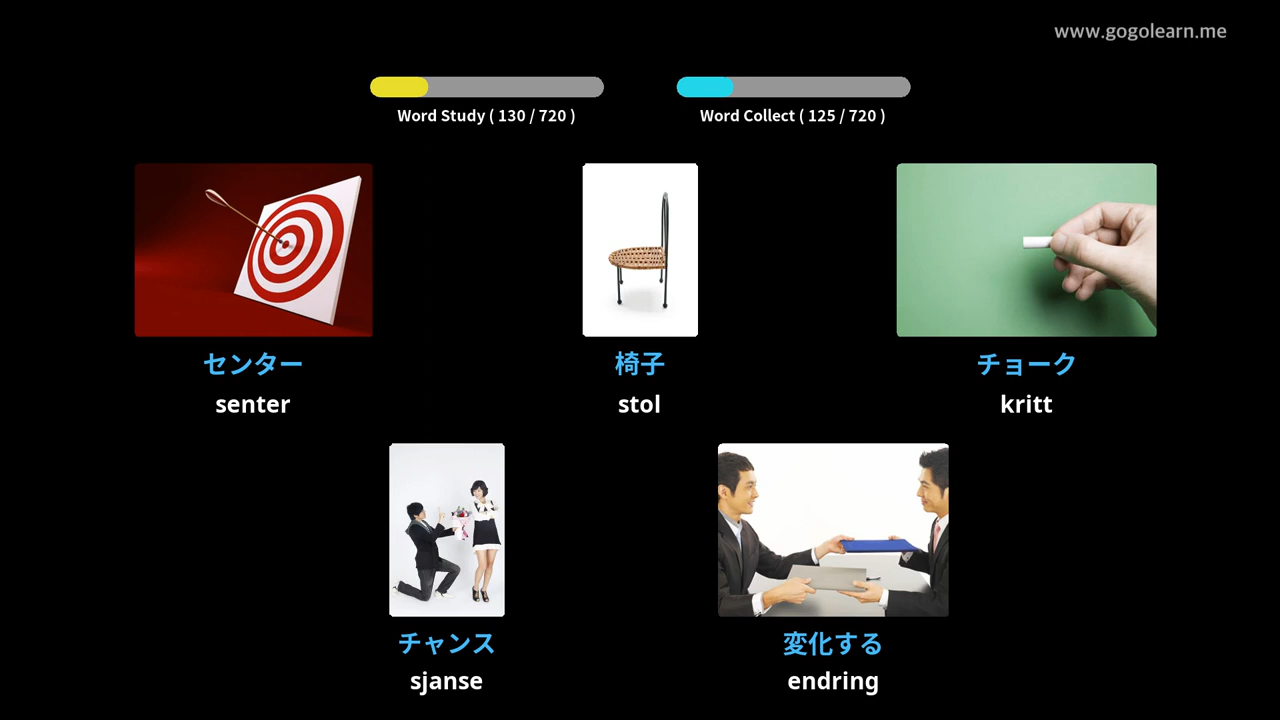 www.gogolearn.me
Word Study ( 130 / 720 )
Word Collect ( 125 / 720 )
センター
senter
椅子
stol
チョーク
kritt
チャンス
sjanse
変化する
endring